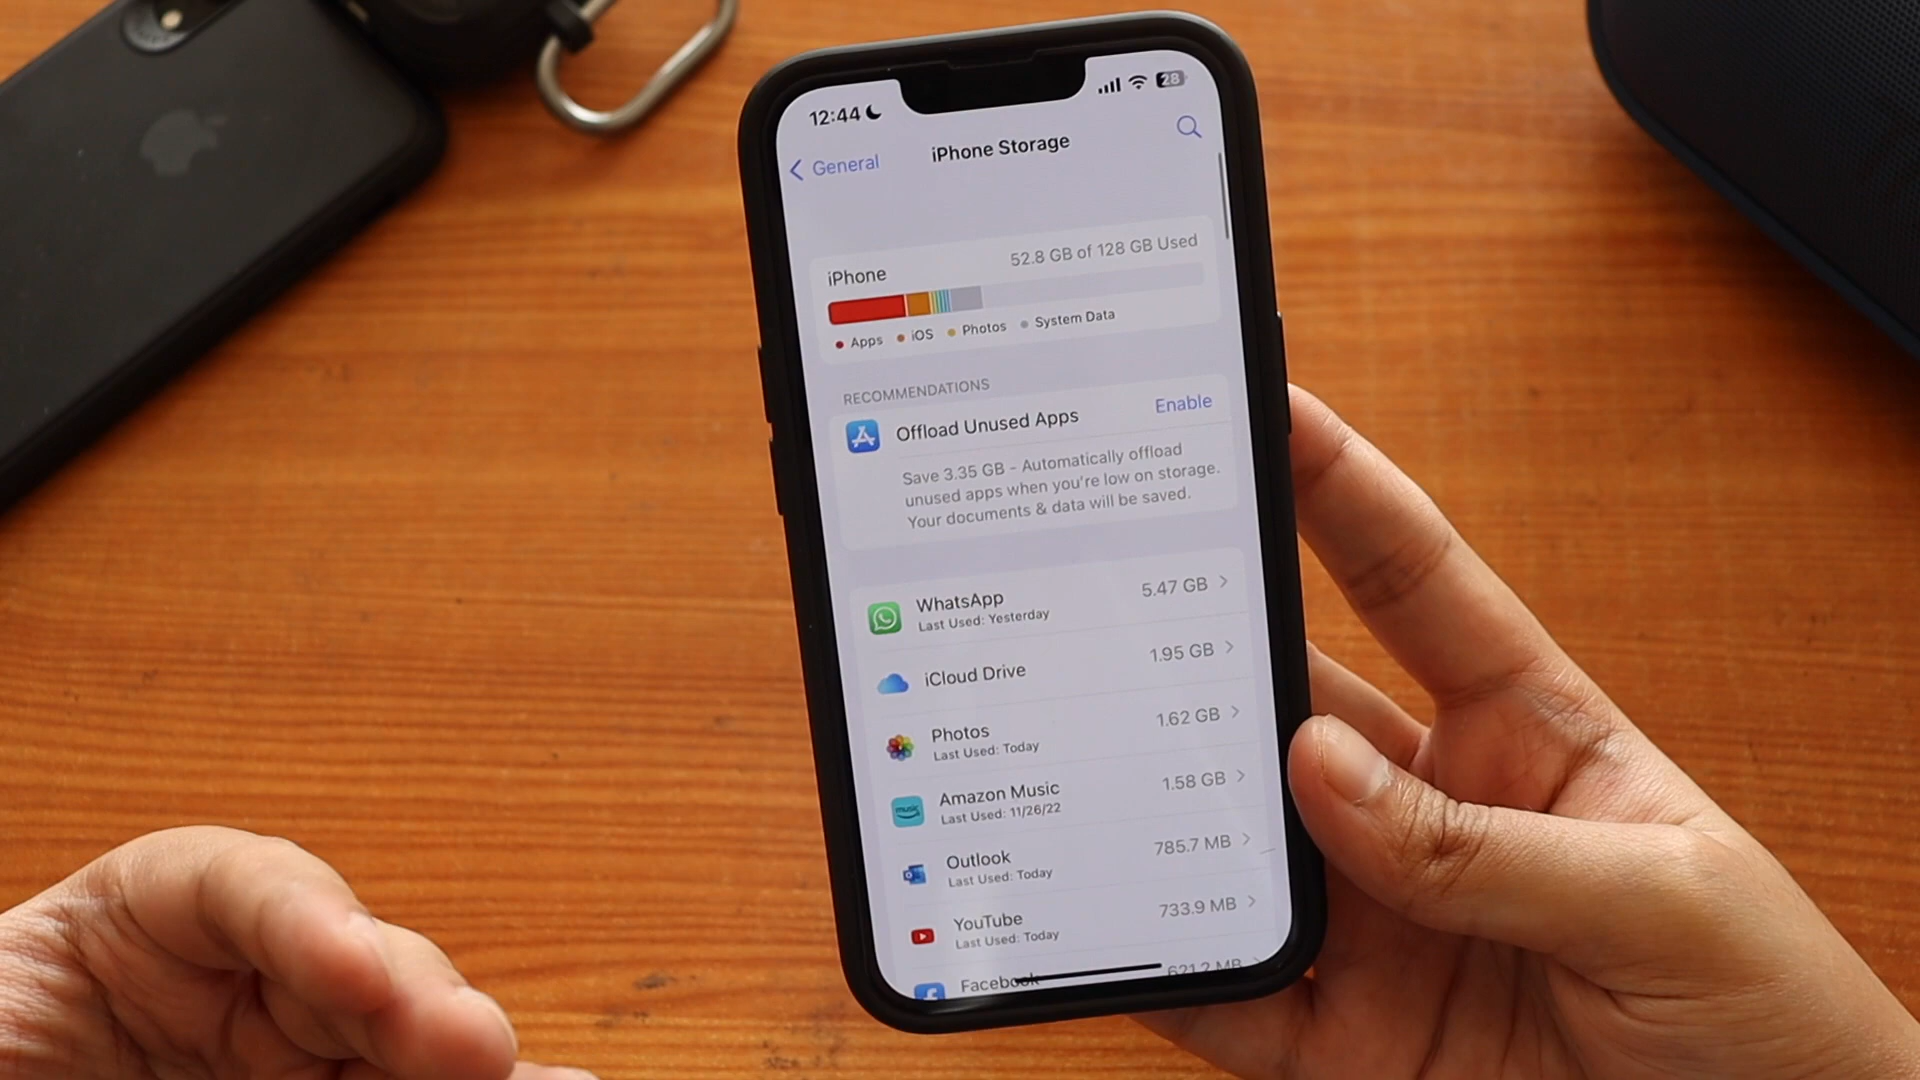 12:44
28
General
iPhone Storage
iPhone
52.8 GB of 128 GB Used
Apps
iOS
Photos
System Data
RECOMMENDATIONS
Offload Unused Apps
Enable
Save 3.35 GB - Automatically offload
unused apps when you're low on storage.
Your documents & data will be saved.
WhatsApp
5.47 GB
Last Used: Yesterday
iCloud Drive
1.95 GB
Photos
1.62 GB
Last Used: Today
music
Amazon Music
1.58 GB
Last Used: 11/26/22
Outlook
785.7 MB
Last Used: Today
YouTube
733.9 MB
Last Used: Today
Facebook
621.2 MB